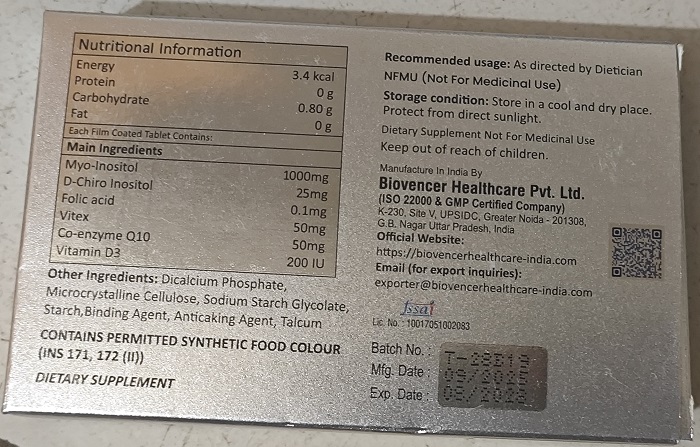 Nutritional Information
Energy 3.4 kcal
Protein 0 g
Carbohydrate 0.80 g
Fat 0 g
Each Film Coated Tablet Contains:
Main Ingredients
Myo-Inositol 1000mg
D-Chiro Inositol 25mg
Folic acid 0.1mg
Vitex 50mg
Co-enzyme Q10 50mg
Vitamin D3 200 IU
Other Ingredients: Dicalcium Phosphate,
Microcrystalline Cellulose, Sodium Starch Glycolate,
Starch,Binding Agent, Anticaking Agent, Talcum
CONTAINS PERMITTED SYNTHETIC FOOD COLOUR
(INS 171, 172 (II))
DIETARY SUPPLEMENT
Recommended usage: As directed by Dietician
NFMU (Not For Medicinal Use)
Storage condition: Store in a cool and dry place.
Protect from direct sunlight.
Dietary Supplement Not For Medicinal Use
Keep out of reach of children.
Manufacture In India By
Biovencer Healthcare Pvt. Ltd.
(ISO 22000 & GMP Certified Company)
K-230, Site V, UPSIDC, Greater Noida - 201308,
G.B. Nagar Uttar Pradesh, India
Official Website:
https://biovencerhealthcare-india.com
Email (for export inquiries):
exporter@biovencerhealthcare-india.com
fssai
Lic. No. : 10017051002083
Batch No. :
Mfg. Date : 09/2025
Exp. Date : 08/2028